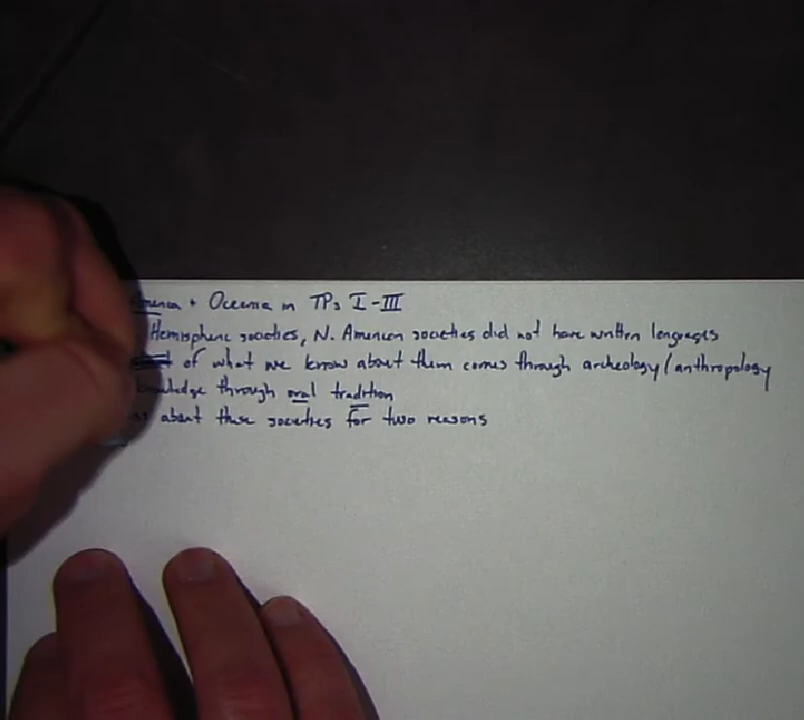 + Oceania in TPs I-III
Hemisphere societies, N. American societies did not have written languages
of what we know about them comes through archeology/anthropology
through oral tradition
about these societies for two reasons